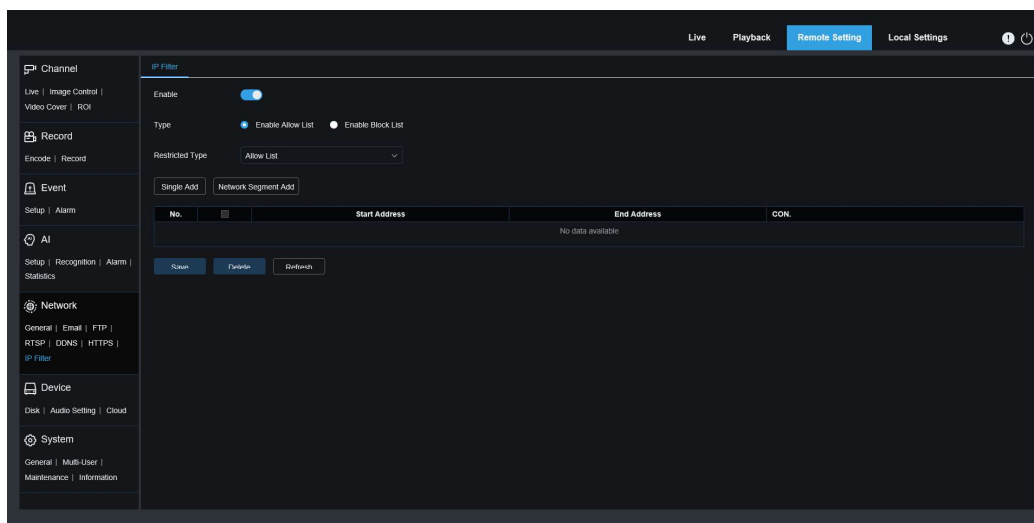 Live Playback Remote Setting Local Settings
Channel
Live | Image Control |
Video Cover | ROI
Record
Encode | Record
Event
Setup | Alarm
AI
Setup | Recognition | Alarm |
Statistics
Network
General | Email | FTP |
RTSP | DDNS | HTTPS |
IP Filter
Device
Disk | Audio Setting | Cloud
System
General | Multi-User |
Maintenance | Information
IP Filter
Enable
Type Enable Allow List Enable Block List
Restricted Type Allow List
Single Add Network Segment Add
No. Start Address End Address CON.
No data available
Save Delete Refresh